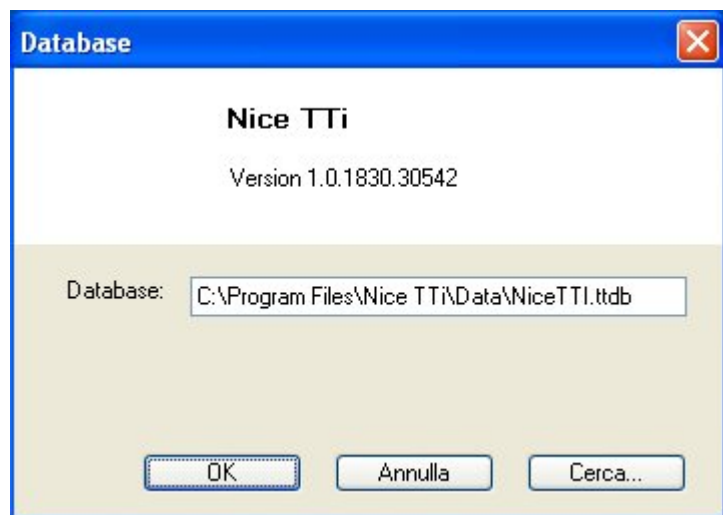 Database
Nice TTi
Version 1.0.1830.30542
Database: C:\Program Files\Nice TTi\Data\NiceTTI.ttdb
OK Annulla Cerca...